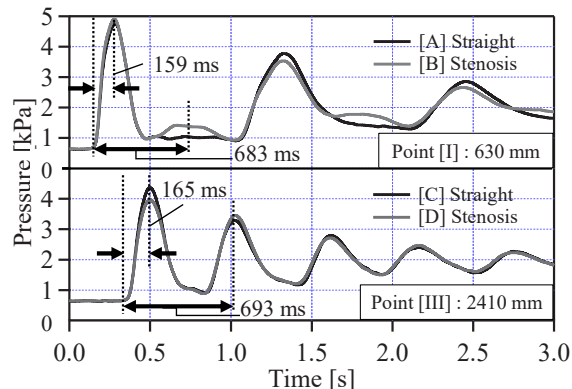 Pressure [kPa]
5
4
3
2
1
0
[A] Straight
[B] Stenosis
159 ms
683 ms
Point [I] : 630 mm
5
4
3
2
1
0
[C] Straight
[D] Stenosis
165 ms
693 ms
Point [III] : 2410 mm
0.0 0.5 1.0 1.5 2.0 2.5 3.0
Time [s]